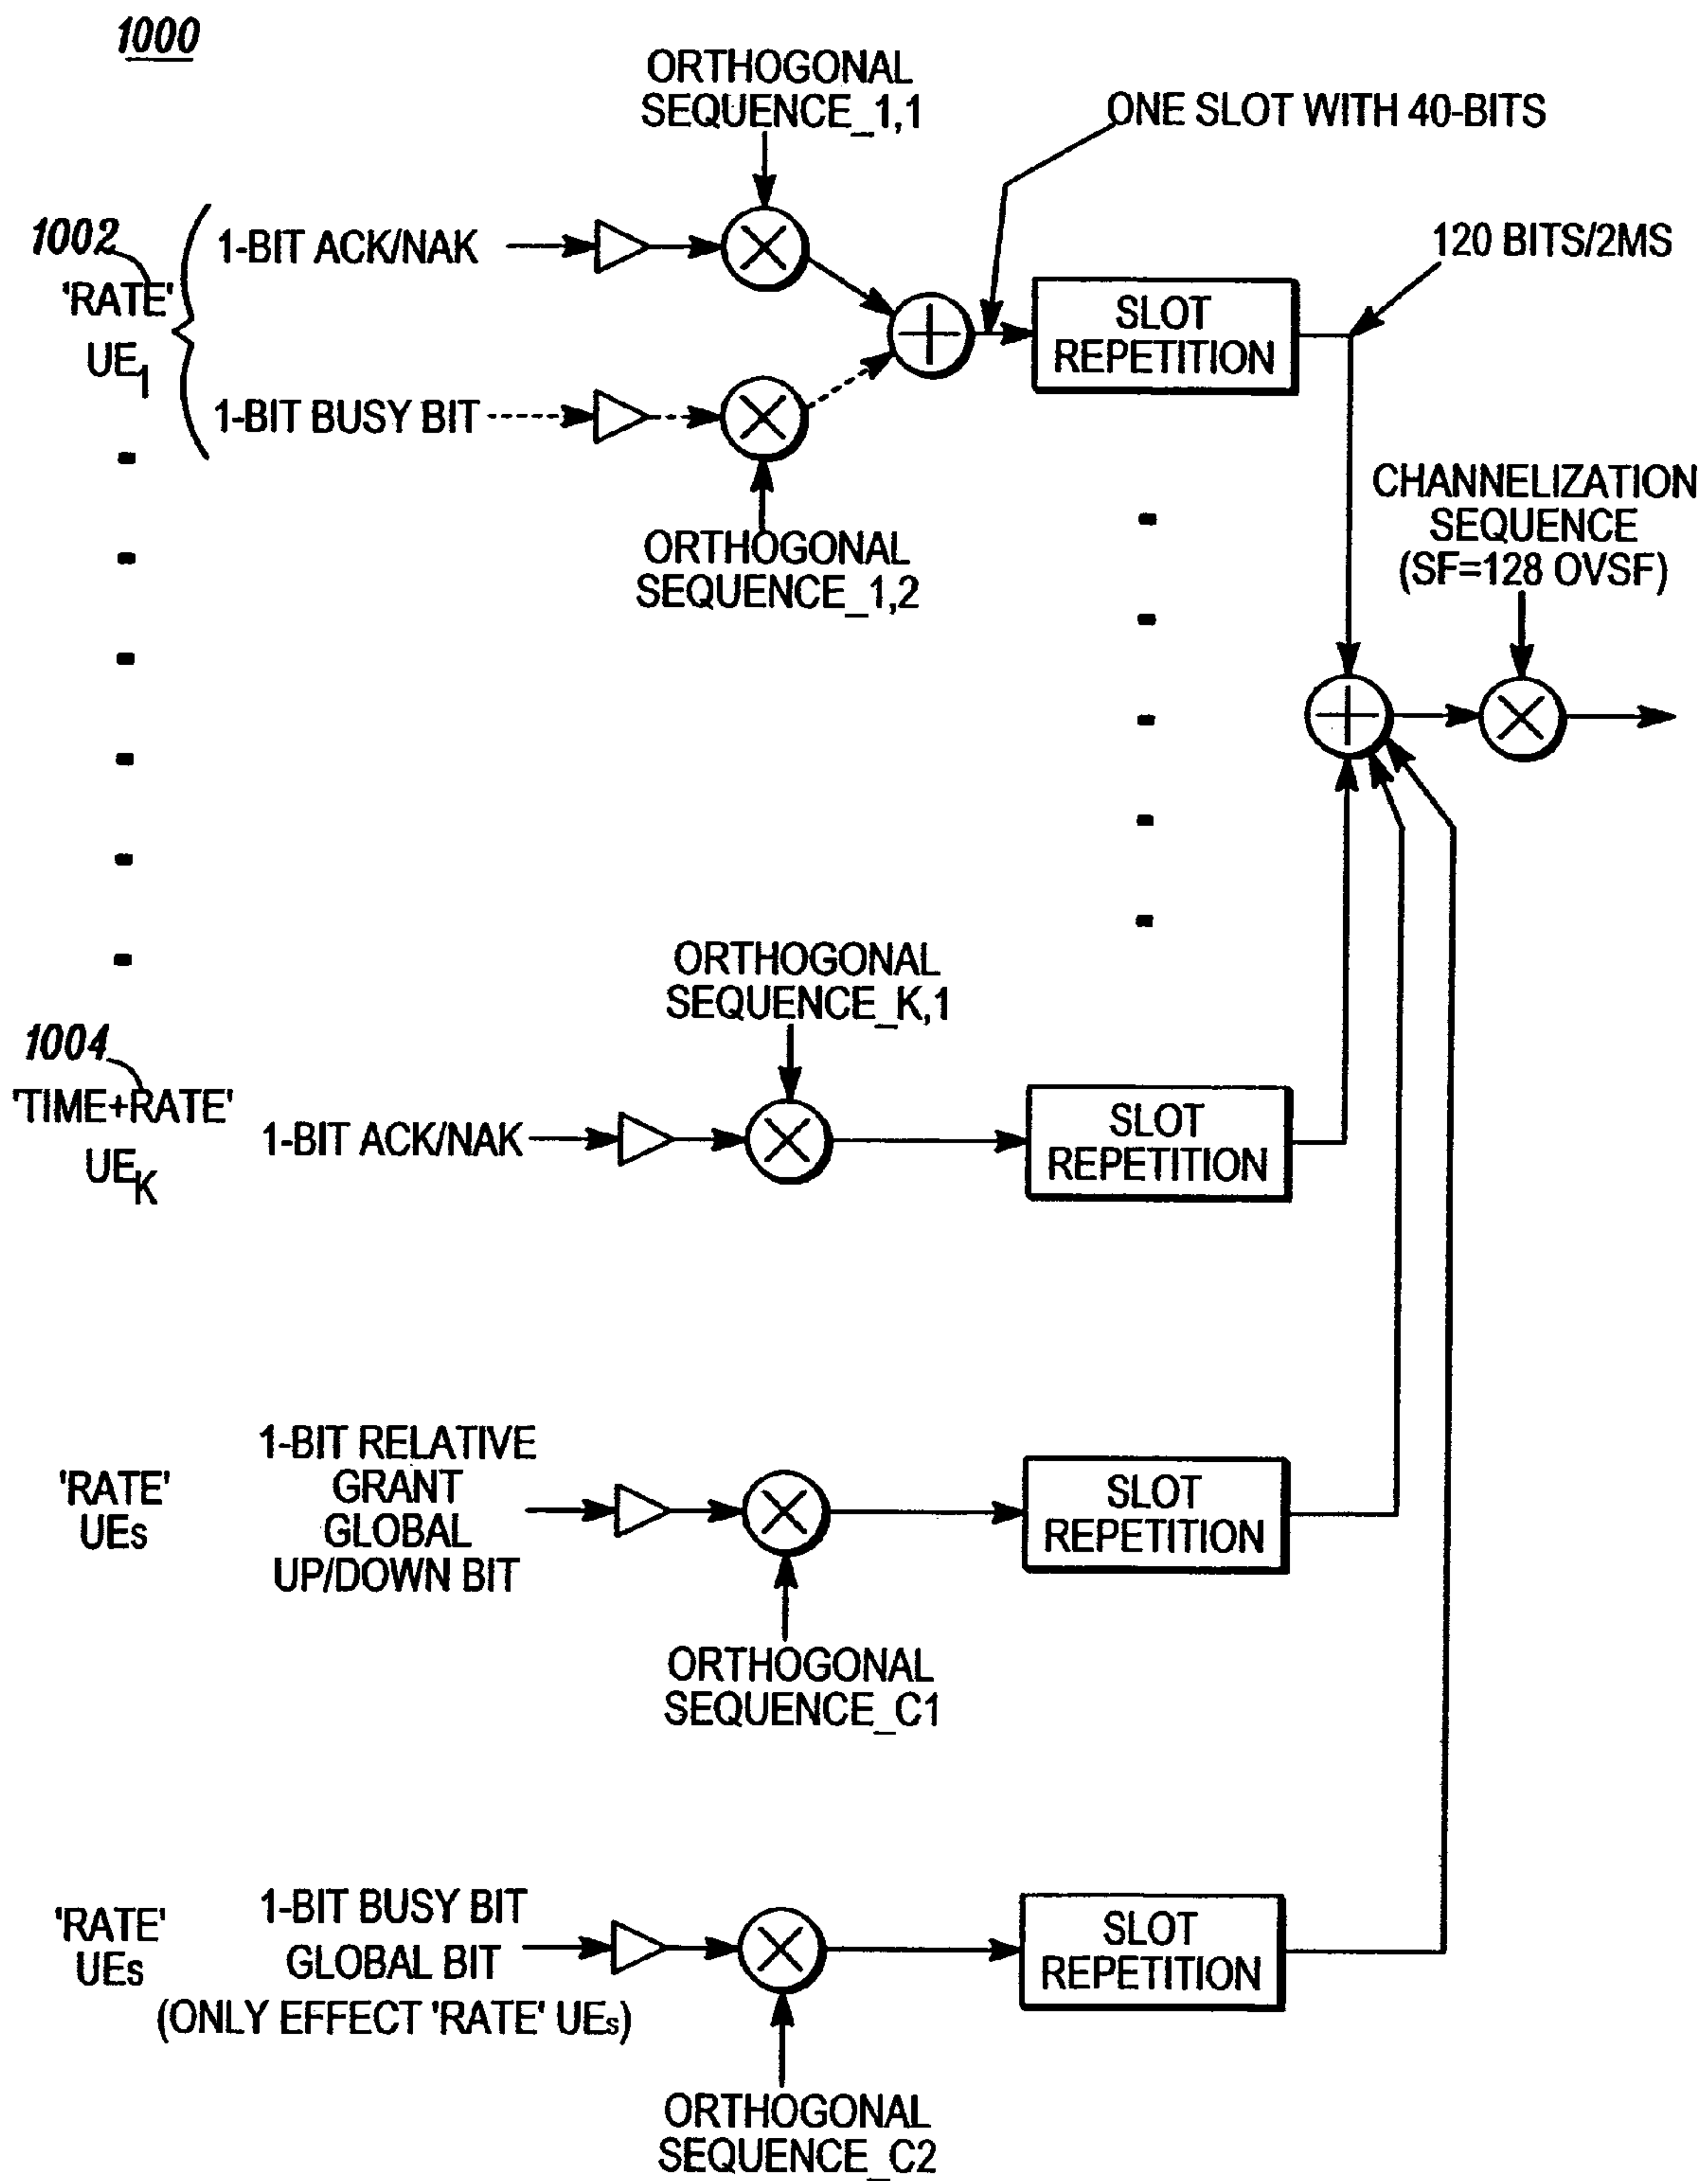 1000
ORTHOGONAL
SEQUENCE_1,1
ONE SLOT WITH 40-BITS
1002
'RATE'
UE1
1-BIT ACK/NAK
120 BITS/2MS
SLOT
REPETITION
1-BIT BUSY BIT
ORTHOGONAL
SEQUENCE_1,2
CHANNELIZATION
SEQUENCE
(SF=128 OVSF)
ORTHOGONAL
SEQUENCE_K,1
1004
'TIME+RATE'
UEK
1-BIT ACK/NAK
SLOT
REPETITION
'RATE'
UEs
1-BIT RELATIVE
GRANT
GLOBAL
UP/DOWN BIT
SLOT
REPETITION
ORTHOGONAL
SEQUENCE_C1
'RATE'
UEs
1-BIT BUSY BIT
GLOBAL BIT
(ONLY EFFECT 'RATE' UEs)
SLOT
REPETITION
ORTHOGONAL
SEQUENCE_C2